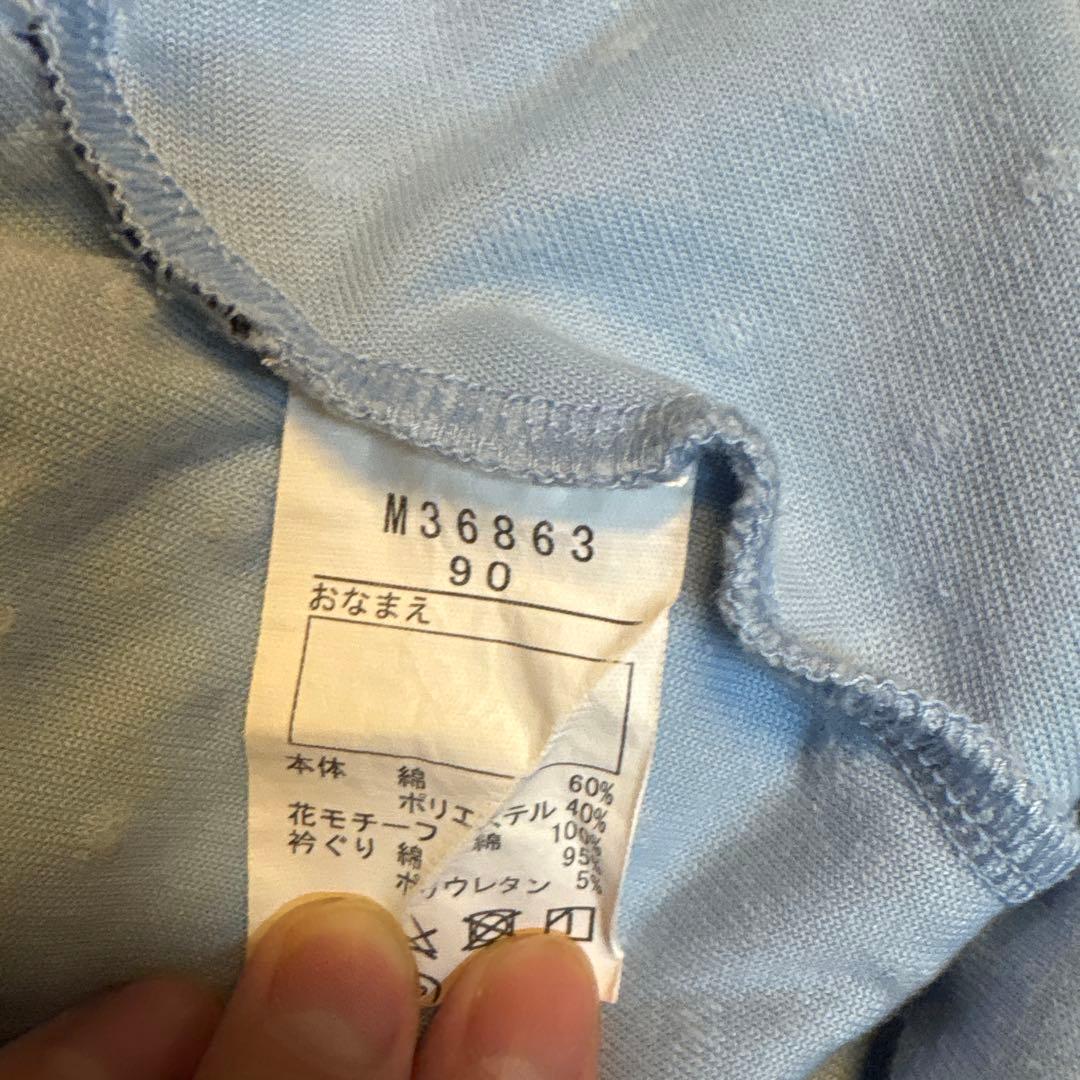 M36863
90
おなまえ
本体 綿 60%
ポリエステル 40%
花モチーフ 綿 100%
衿ぐり 綿 95%
ポリウレタン 5%